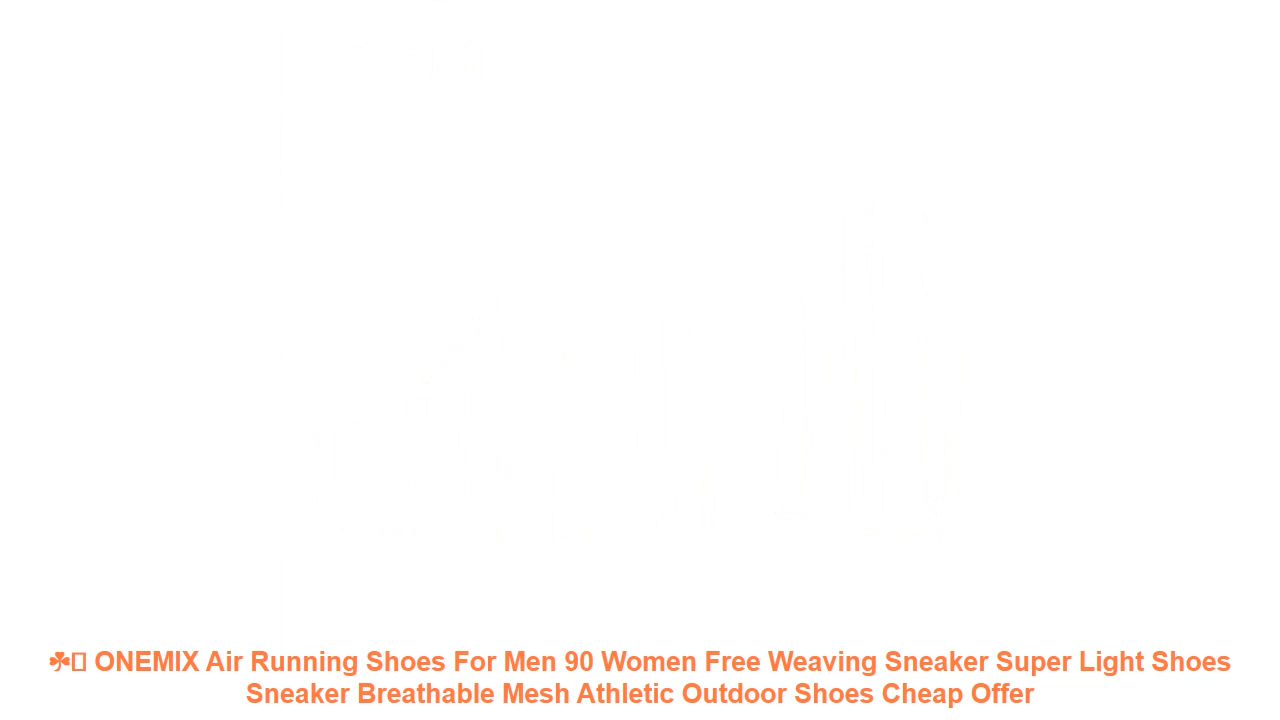 ☘ ONEMIX Air Running Shoes For Men 90 Women Free Weaving Sneaker Super Light Shoes
Sneaker Breathable Mesh Athletic Outdoor Shoes Cheap Offer